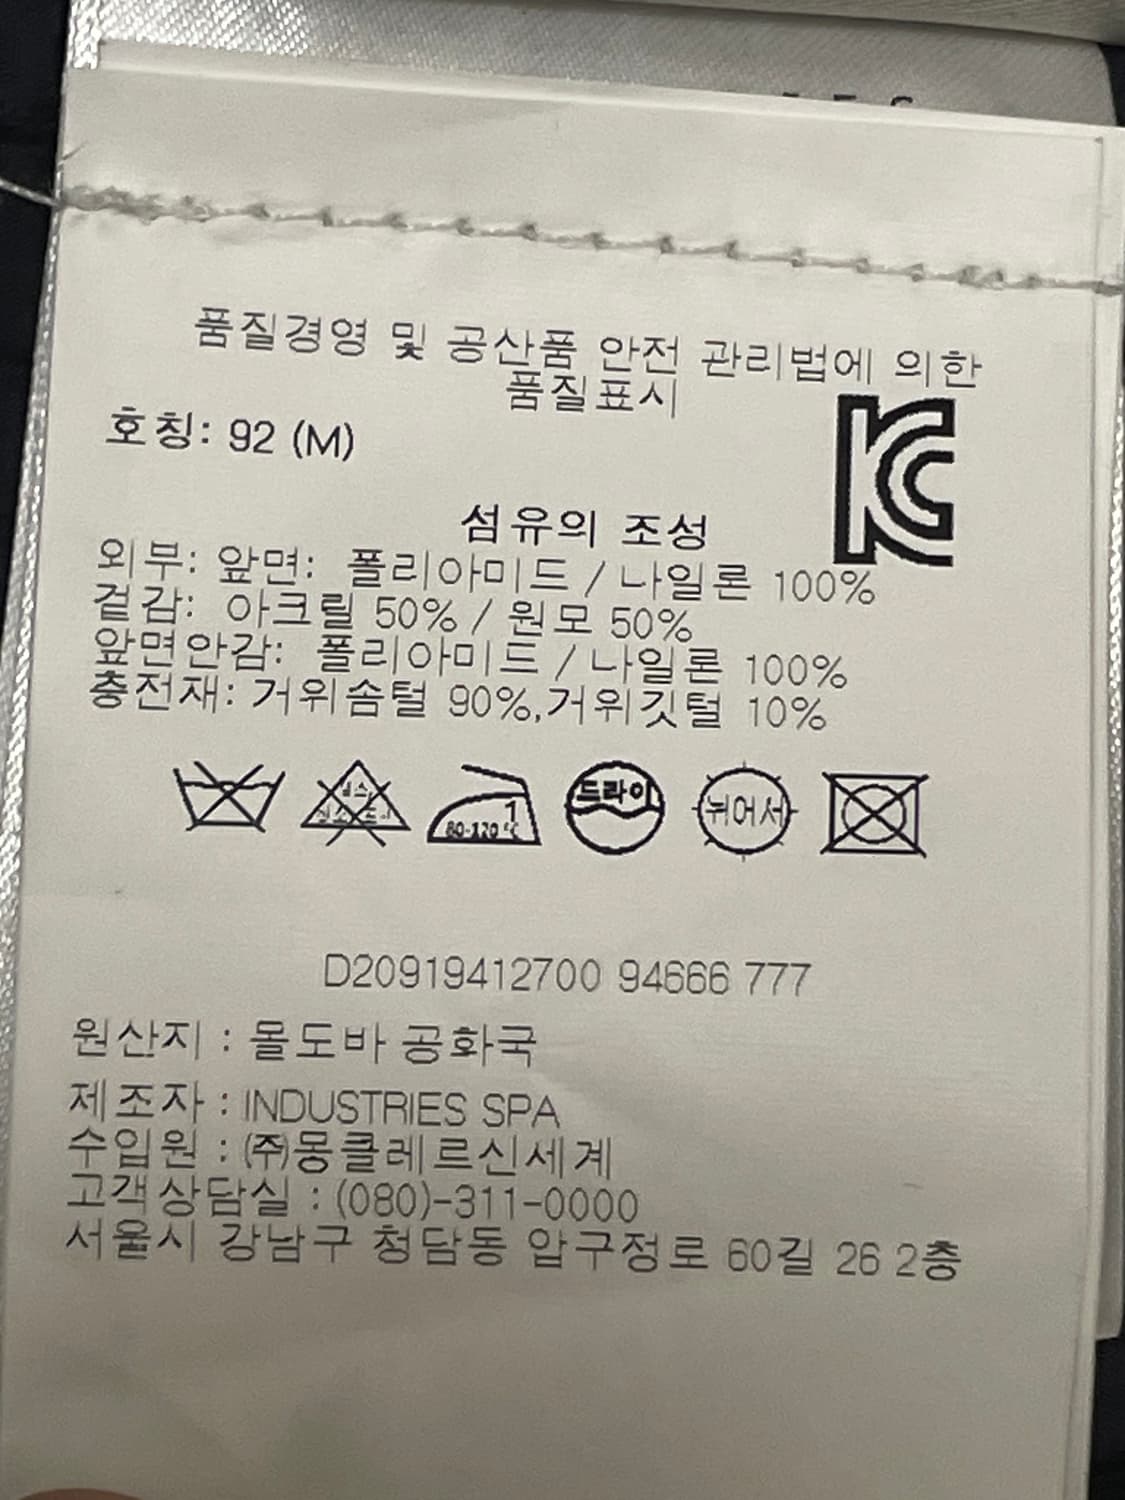 품질경영 및 공산품 안전 관리법에 의한
품질표시
호칭: 92 (M)
섬유의 조성
외부: 앞면: 폴리아미드 / 나일론 100%
겉감: 아크릴 50% / 원모 50%
앞면안감: 폴리아미드 / 나일론 100%
충전재: 거위솜털 90%,거위깃털 10%
1 80-120℃ 드라이 뉘어서
D20919412700 94666 777
원산지 : 몰도바 공화국
제조자 : INDUSTRIES SPA
수입원 : ㈜몽클레르신세계
고객상담실 : (080)-311-0000
서울시 강남구 청담동 압구정로 60길 26 2층